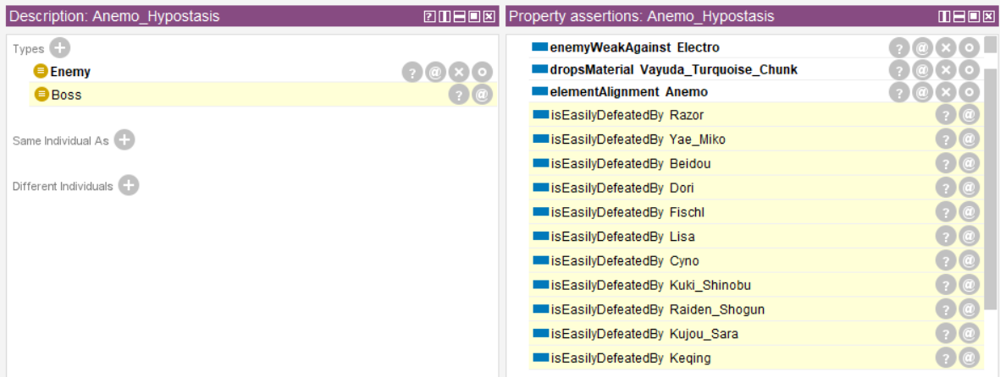 Description: Anemo_Hypostasis
Types
Enemy
Boss
Same Individual As
Different Individuals
Property assertions: Anemo_Hypostasis
enemyWeakAgainst Electro
dropsMaterial Vayuda_Turquoise_Chunk
elementAlignment Anemo
isEasilyDefeatedBy Razor
isEasilyDefeatedBy Yae_Miko
isEasilyDefeatedBy Beidou
isEasilyDefeatedBy Dori
isEasilyDefeatedBy Fischl
isEasilyDefeatedBy Lisa
isEasilyDefeatedBy Cyno
isEasilyDefeatedBy Kuki_Shinobu
isEasilyDefeatedBy Raiden_Shogun
isEasilyDefeatedBy Kujou_Sara
isEasilyDefeatedBy Keqing